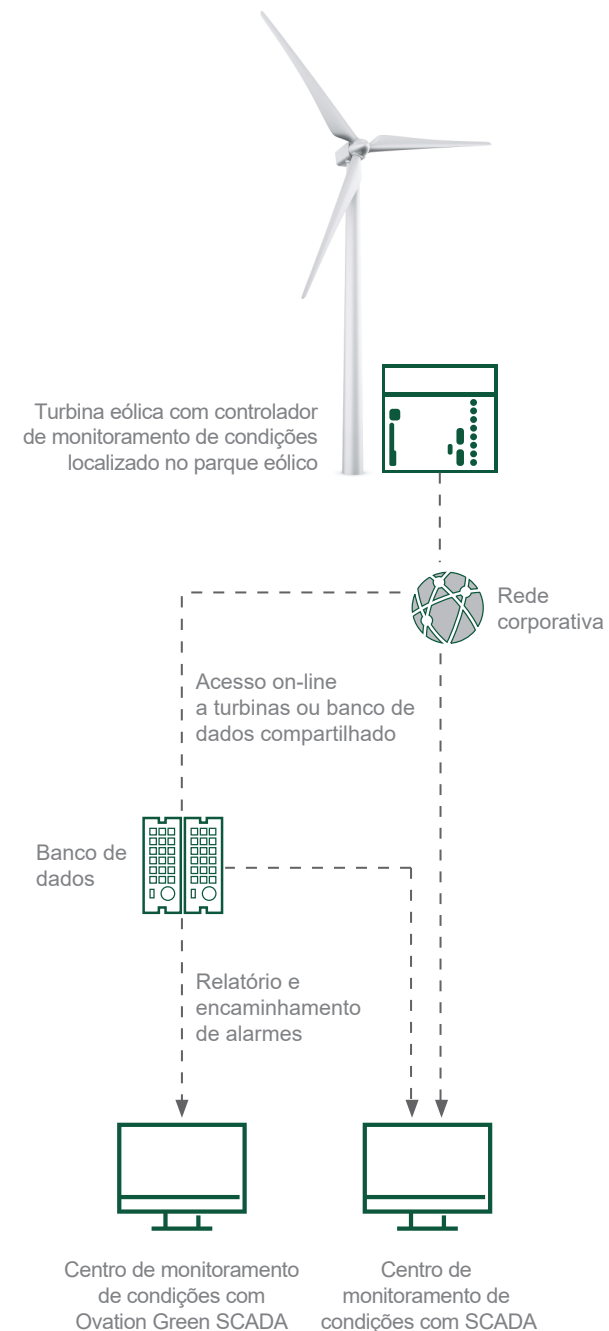 Turbina eólica com controlador
de monitoramento de condições
localizado no parque eólico
Rede
corporativa
Acesso on-line
a turbinas ou banco de
dados compartilhado
Banco de
dados
Relatório e
encaminhamento
de alarmes
Centro de monitoramento
de condições com
Ovation Green SCADA
Centro de
monitoramento de
condições com SCADA